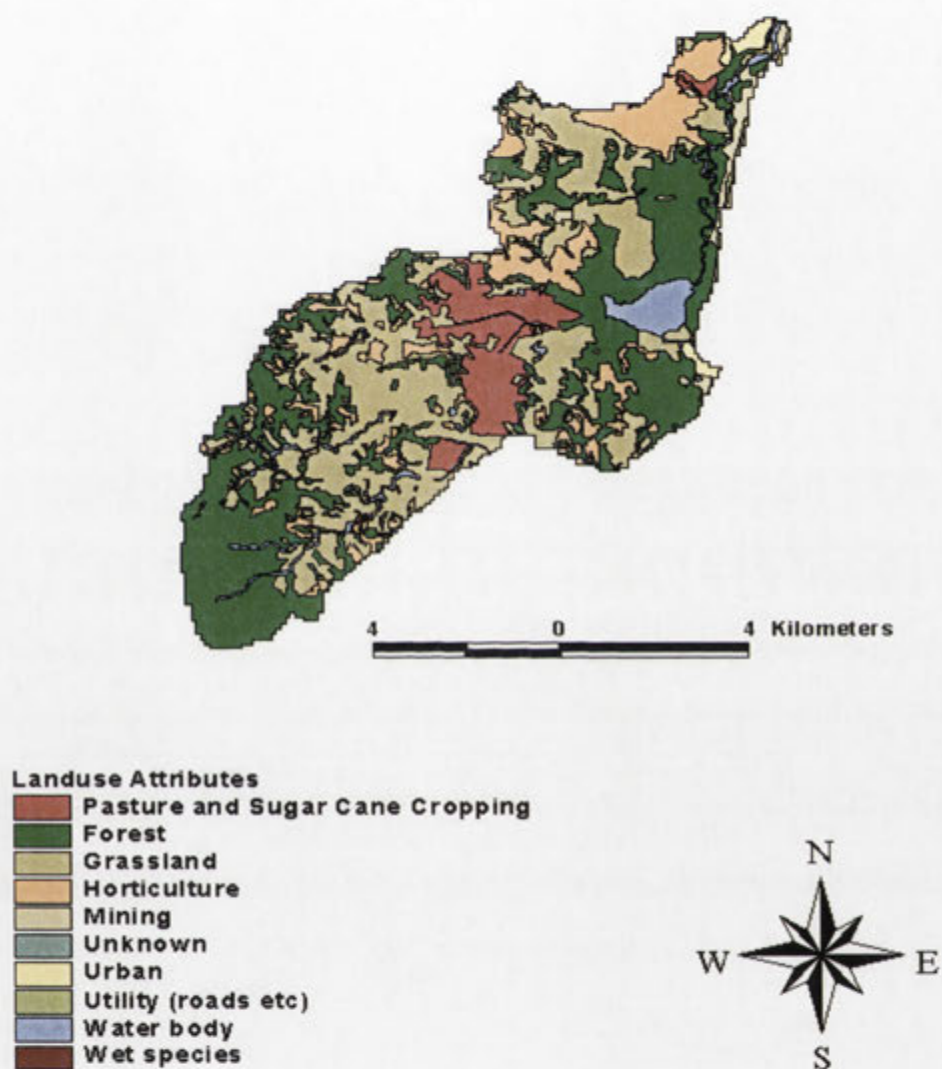 4 0 4 Kilometers
Landuse Attributes
Pasture and Sugar Cane Cropping
Forest
Grassland
Horticulture
Mining
Unknown
Urban
Utility (roads etc)
Water body
Wet species
N
W E
S